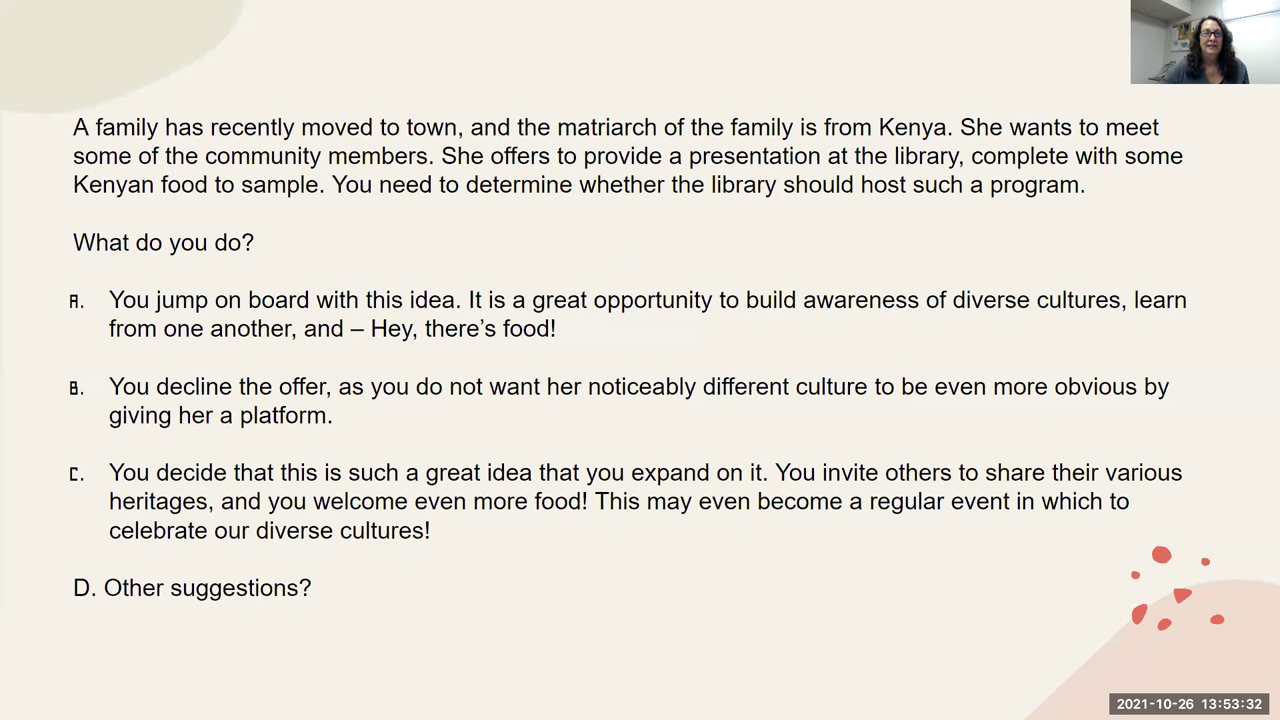 A family has recently moved to town, and the matriarch of the family is from Kenya. She wants to meet
some of the community members. She offers to provide a presentation at the library, complete with some
Kenyan food to sample. You need to determine whether the library should host such a program.
What do you do?
A. You jump on board with this idea. It is a great opportunity to build awareness of diverse cultures, learn
from one another, and – Hey, there’s food!
B. You decline the offer, as you do not want her noticeably different culture to be even more obvious by
giving her a platform.
C. You decide that this is such a great idea that you expand on it. You invite others to share their various
heritages, and you welcome even more food! This may even become a regular event in which to
celebrate our diverse cultures!
D. Other suggestions?
2021-10-26 13:53:32